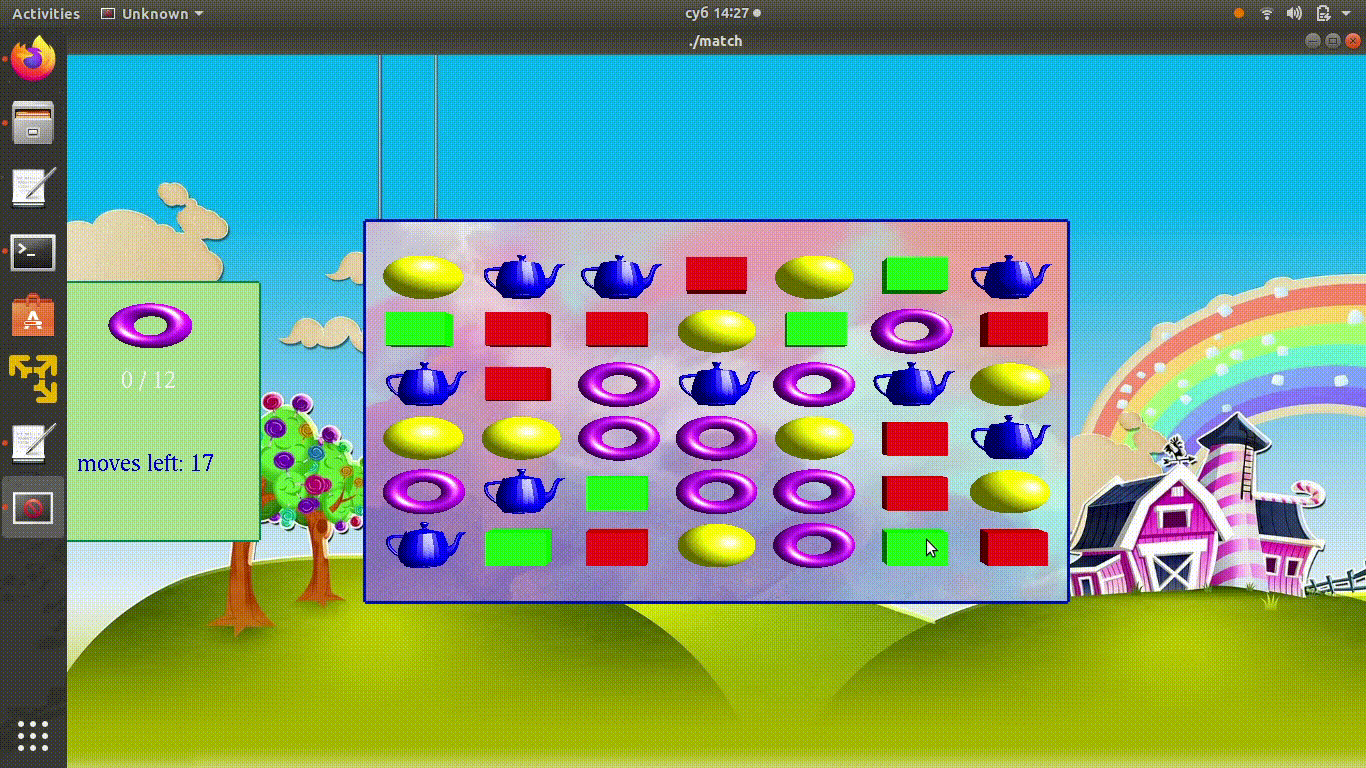 Activities
Unknown
суб 14:27
./match
0 / 12
moves left: 17